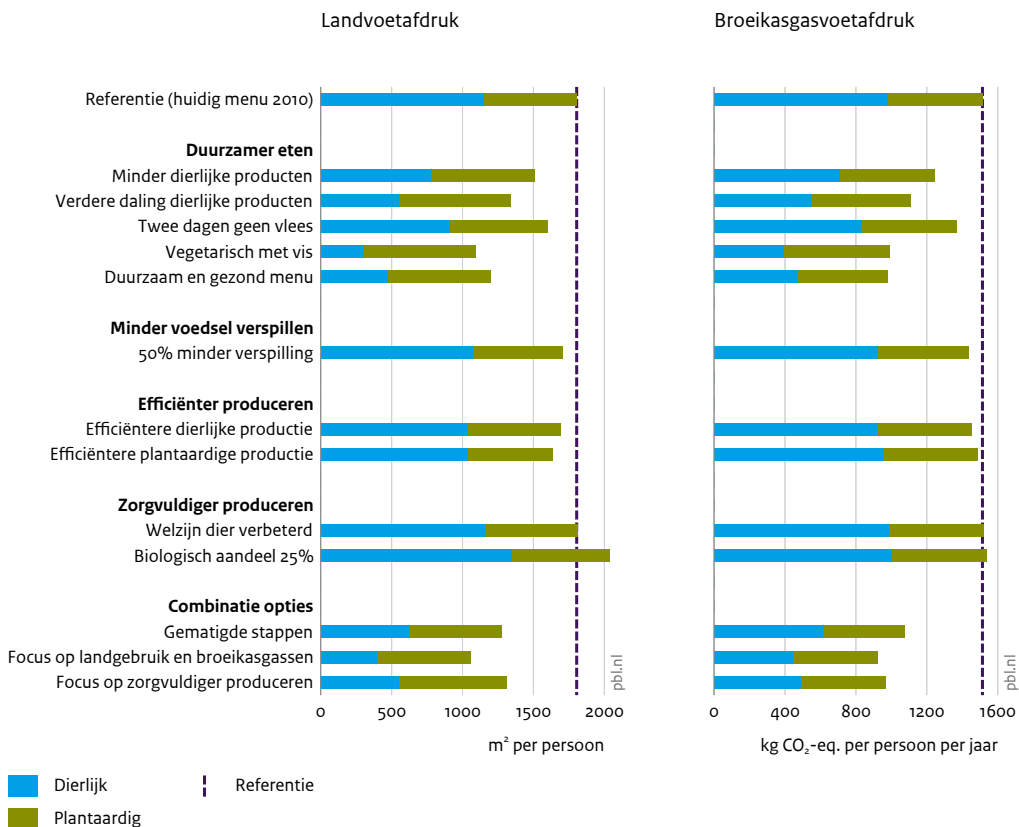 Landvoetafdruk
Broeikasgasvoetafdruk
Referentie (huidig menu 2010)
Duurzamer eten
Minder dierlijke producten
Verdere daling dierlijke producten
Twee dagen geen vlees
Vegetarisch met vis
Duurzaam en gezond menu
Minder voedsel verspillen
50% minder verspilling
Efficiënter produceren
Efficiëntere dierlijke productie
Efficiëntere plantaardige productie
Zorgvuldiger produceren
Welzijn dier verbeterd
Biologisch aandeel 25%
Combinatie opties
Gematigde stappen
Focus op landgebruik en broeikasgassen
Focus op zorgvuldiger produceren
pbl.nl
pbl.nl
0 500 1000 1500 2000
0 400 800 1200 1600
m² per persoon
kg CO₂-eq. per persoon per jaar
Dierlijk
Referentie
Plantaardig